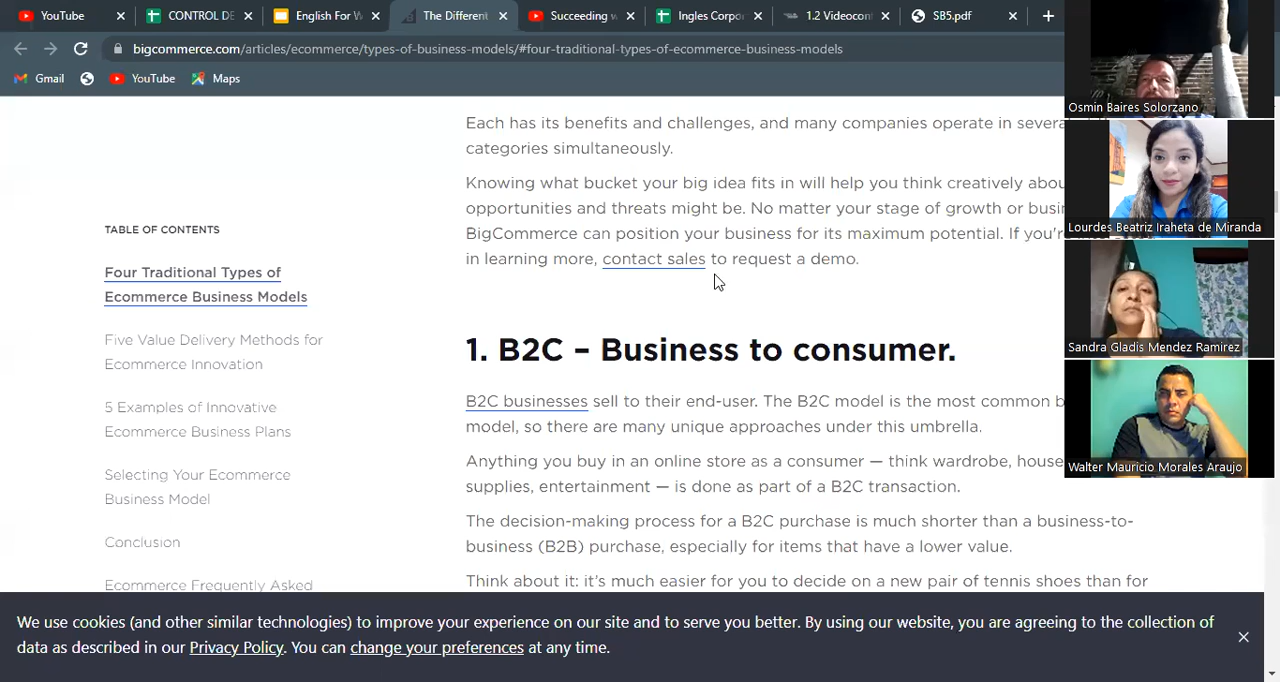 YouTube
CONTROL DE
English For W
The Different
Succeeding w
Ingles Corpo
1.2 Videocon
SB5.pdf
bigcommerce.com/articles/ecommerce/types-of-business-models/#four-traditional-types-of-ecommerce-business-models
Gmail
YouTube
Maps
Each has its benefits and challenges, and many companies operate in severa
categories simultaneously.
Knowing what bucket your big idea fits in will help you think creatively abou
opportunities and threats might be. No matter your stage of growth or busi
BigCommerce can position your business for its maximum potential. If you're
in learning more, contact sales to request a demo.
TABLE OF CONTENTS
Four Traditional Types of
Ecommerce Business Models
Five Value Delivery Methods for
Ecommerce Innovation
5 Examples of Innovative
Ecommerce Business Plans
Selecting Your Ecommerce
Business Model
Conclusion
Ecommerce Frequently Asked
1. B2C – Business to consumer.
B2C businesses sell to their end-user. The B2C model is the most common b
model, so there are many unique approaches under this umbrella.
Anything you buy in an online store as a consumer — think wardrobe, house
supplies, entertainment — is done as part of a B2C transaction.
The decision-making process for a B2C purchase is much shorter than a business-to-
business (B2B) purchase, especially for items that have a lower value.
Think about it: it's much easier for you to decide on a new pair of tennis shoes than for
We use cookies (and other similar technologies) to improve your experience on our site and to serve you better. By using our website, you are agreeing to the collection of
data as described in our Privacy Policy. You can change your preferences at any time.
Osmin Baires Solorzano
Lourdes Beatriz Iraheta de Miranda
Sandra Gladis Mendez Ramirez
Walter Mauricio Morales Araujo